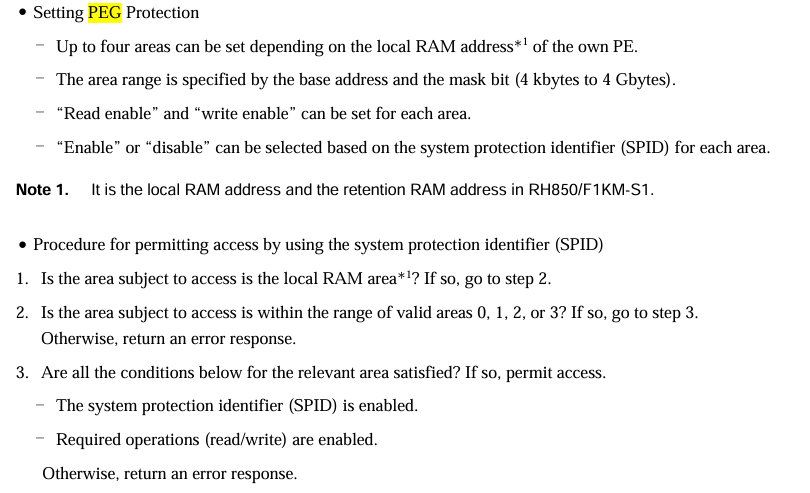 • Setting PEG Protection
– Up to four areas can be set depending on the local RAM address*1 of the own PE.
– The area range is specified by the base address and the mask bit (4 kbytes to 4 Gbytes).
– “Read enable” and “write enable” can be set for each area.
– “Enable” or “disable” can be selected based on the system protection identifier (SPID) for each area.
Note 1. It is the local RAM address and the retention RAM address in RH850/F1KM-S1.
• Procedure for permitting access by using the system protection identifier (SPID)
1. Is the area subject to access is the local RAM area*1? If so, go to step 2.
2. Is the area subject to access is within the range of valid areas 0, 1, 2, or 3? If so, go to step 3.
Otherwise, return an error response.
3. Are all the conditions below for the relevant area satisfied? If so, permit access.
– The system protection identifier (SPID) is enabled.
– Required operations (read/write) are enabled.
Otherwise, return an error response.